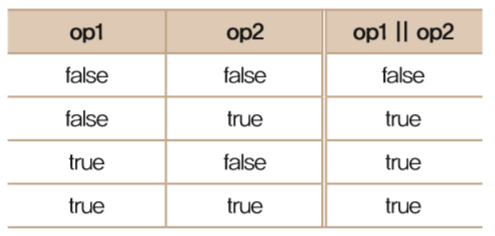 op1 op2 op1 || op2
false false false
false true true
true false true
true true true